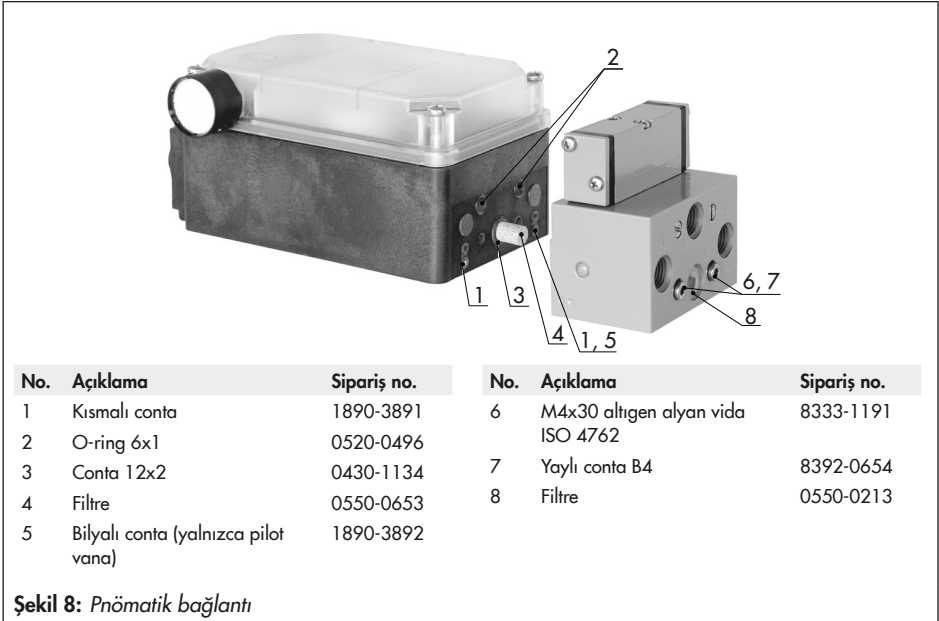 2
1
3
4
1, 5
6, 7
8
No. Açıklama Sipariş no.
1 Kısmalı conta 1890-3891
2 O-ring 6x1 0520-0496
3 Conta 12x2 0430-1134
4 Filtre 0550-0653
5 Bilyalı conta (yalnızca pilot 1890-3892
vana)
No. Açıklama Sipariş no.
6 M4x30 altıgen alyan vida 8333-1191
ISO 4762
7 Yaylı conta B4 8392-0654
8 Filtre 0550-0213
Şekil 8: Pnömatik bağlantı